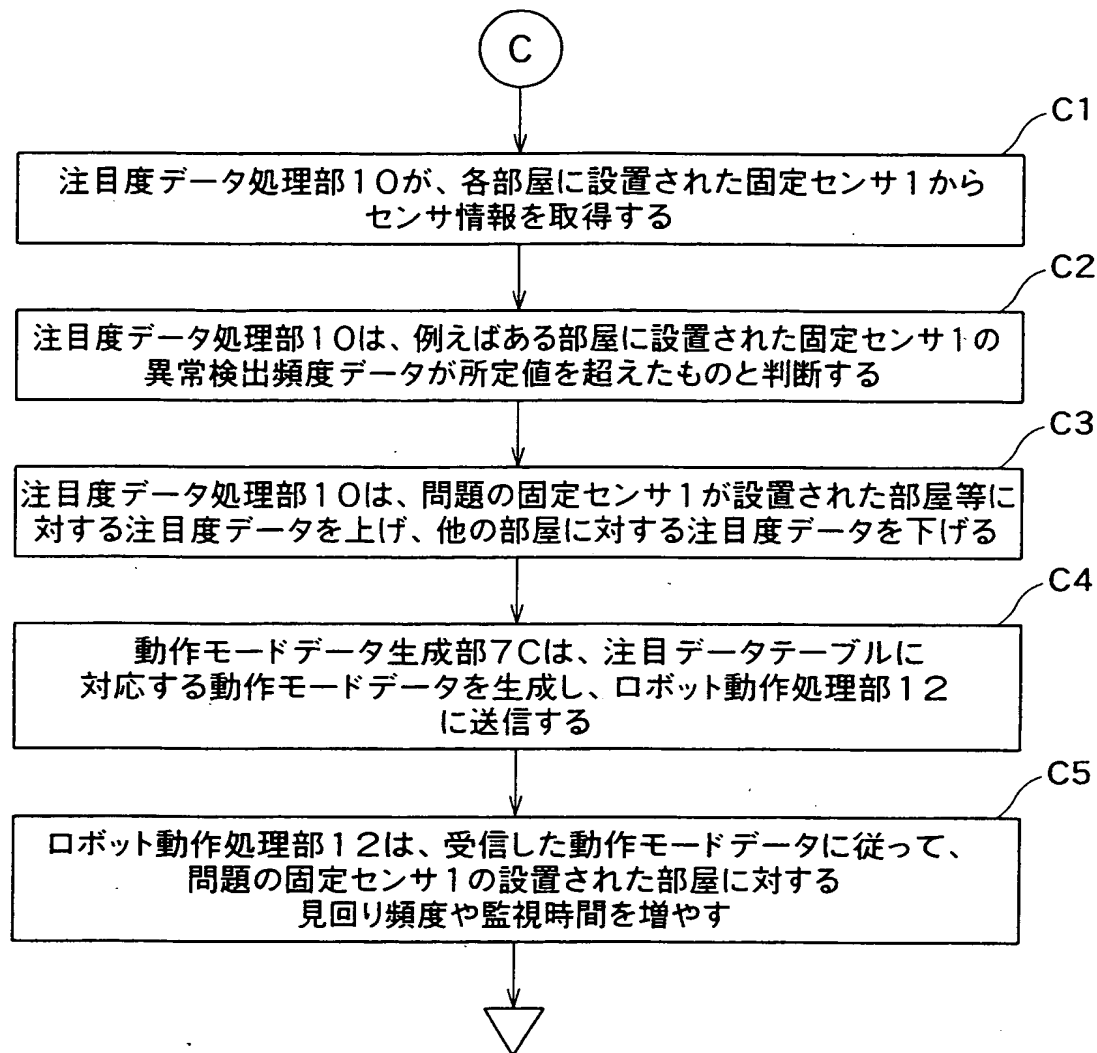 C
C1
注目度データ処理部10が、各部屋に設置された固定センサ1から
センサ情報を取得する
C2
注目度データ処理部10は、例えばある部屋に設置された固定センサ1の
異常検出頻度データが所定値を超えたものと判断する
C3
注目度データ処理部10は、問題の固定センサ1が設置された部屋等に
対する注目度データを上げ、他の部屋に対する注目度データを下げる
C4
動作モードデータ生成部7Cは、注目データテーブルに
対応する動作モードデータを生成し、ロボット動作処理部12
に送信する
C5
ロボット動作処理部12は、受信した動作モードデータに従って、
問題の固定センサ1の設置された部屋に対する
見回り頻度や監視時間を増やす